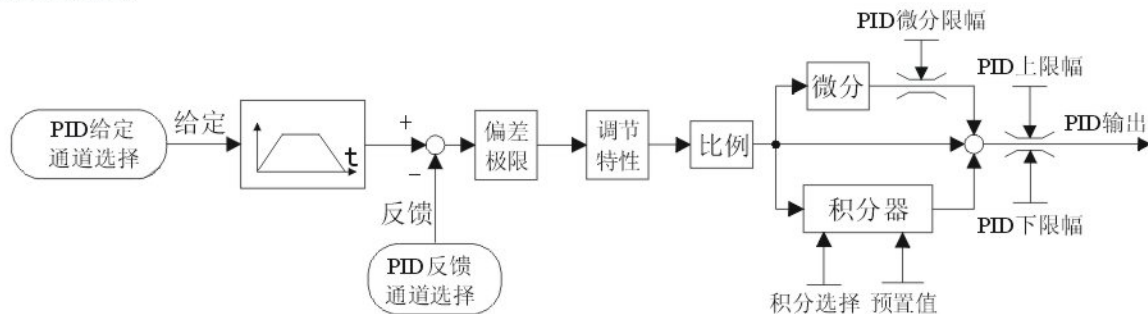 PID微分限幅
PID上限幅
PID给定
通道选择
给定
t
+
−
偏差
极限
调节
特性
比例
微分
积分器
PID输出
反馈
PID反馈
通道选择
PID下限幅
积分选择
预置值